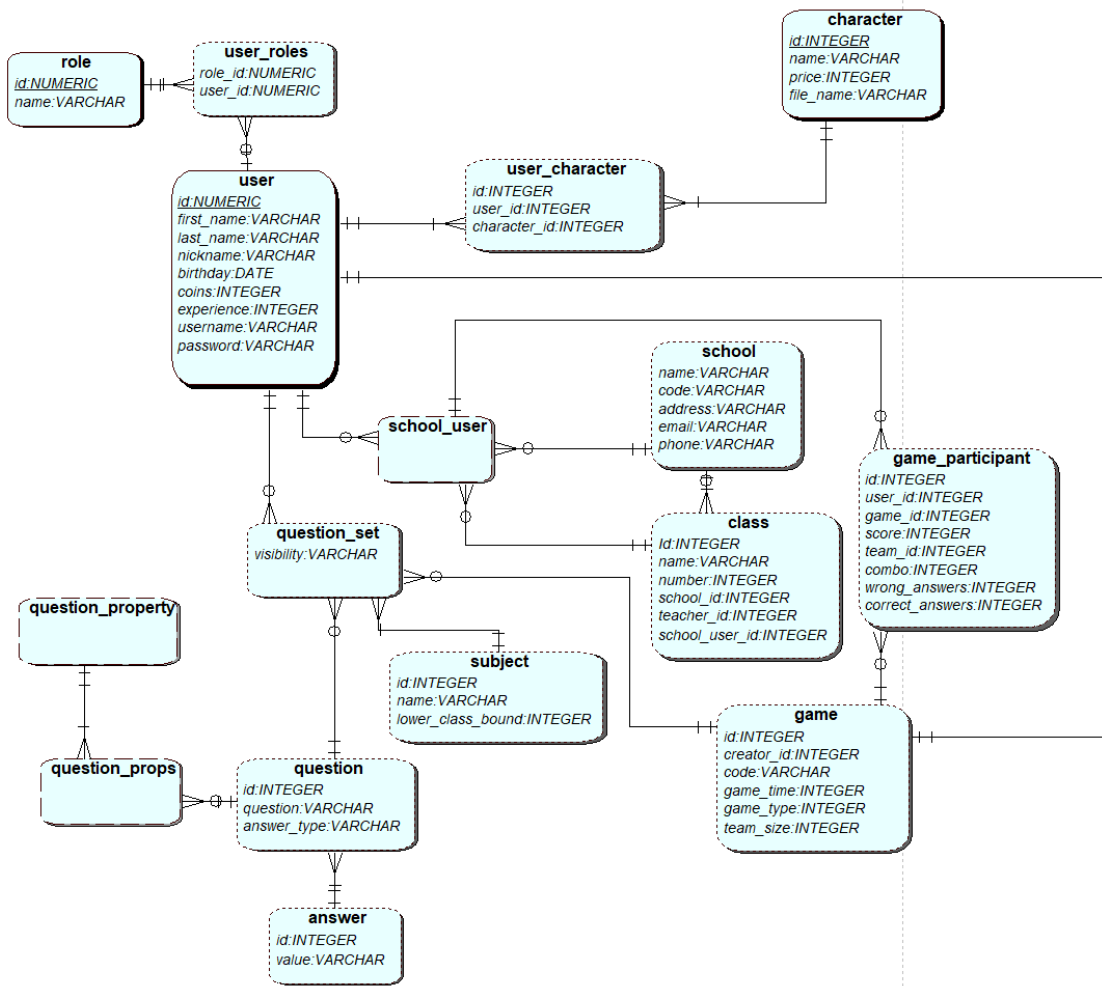 character
id:INTEGER
name:VARCHAR
price:INTEGER
file_name:VARCHAR
role
id:NUMERIC
name:VARCHAR
user_roles
role_id:NUMERIC
user_id:NUMERIC
user
id:NUMERIC
first_name:VARCHAR
last_name:VARCHAR
nickname:VARCHAR
birthday:DATE
coins:INTEGER
experience:INTEGER
username:VARCHAR
password:VARCHAR
user_character
id:INTEGER
user_id:INTEGER
character_id:INTEGER
school
name:VARCHAR
code:VARCHAR
address:VARCHAR
email:VARCHAR
phone:VARCHAR
school_user
game_participant
id:INTEGER
user_id:INTEGER
game_id:INTEGER
score:INTEGER
team_id:INTEGER
combo:INTEGER
wrong_answers:INTEGER
correct_answers:INTEGER
question_set
visibility:VARCHAR
class
Id:INTEGER
name:VARCHAR
number:INTEGER
school_id:INTEGER
teacher_id:INTEGER
school_user_id:INTEGER
question_property
subject
id:INTEGER
name:VARCHAR
lower_class_bound:INTEGER
game
id:INTEGER
creator_id:INTEGER
code:VARCHAR
game_time:INTEGER
game_type:INTEGER
team_size:INTEGER
question_props
question
id:INTEGER
question:VARCHAR
answer_type:VARCHAR
answer
id:INTEGER
value:VARCHAR